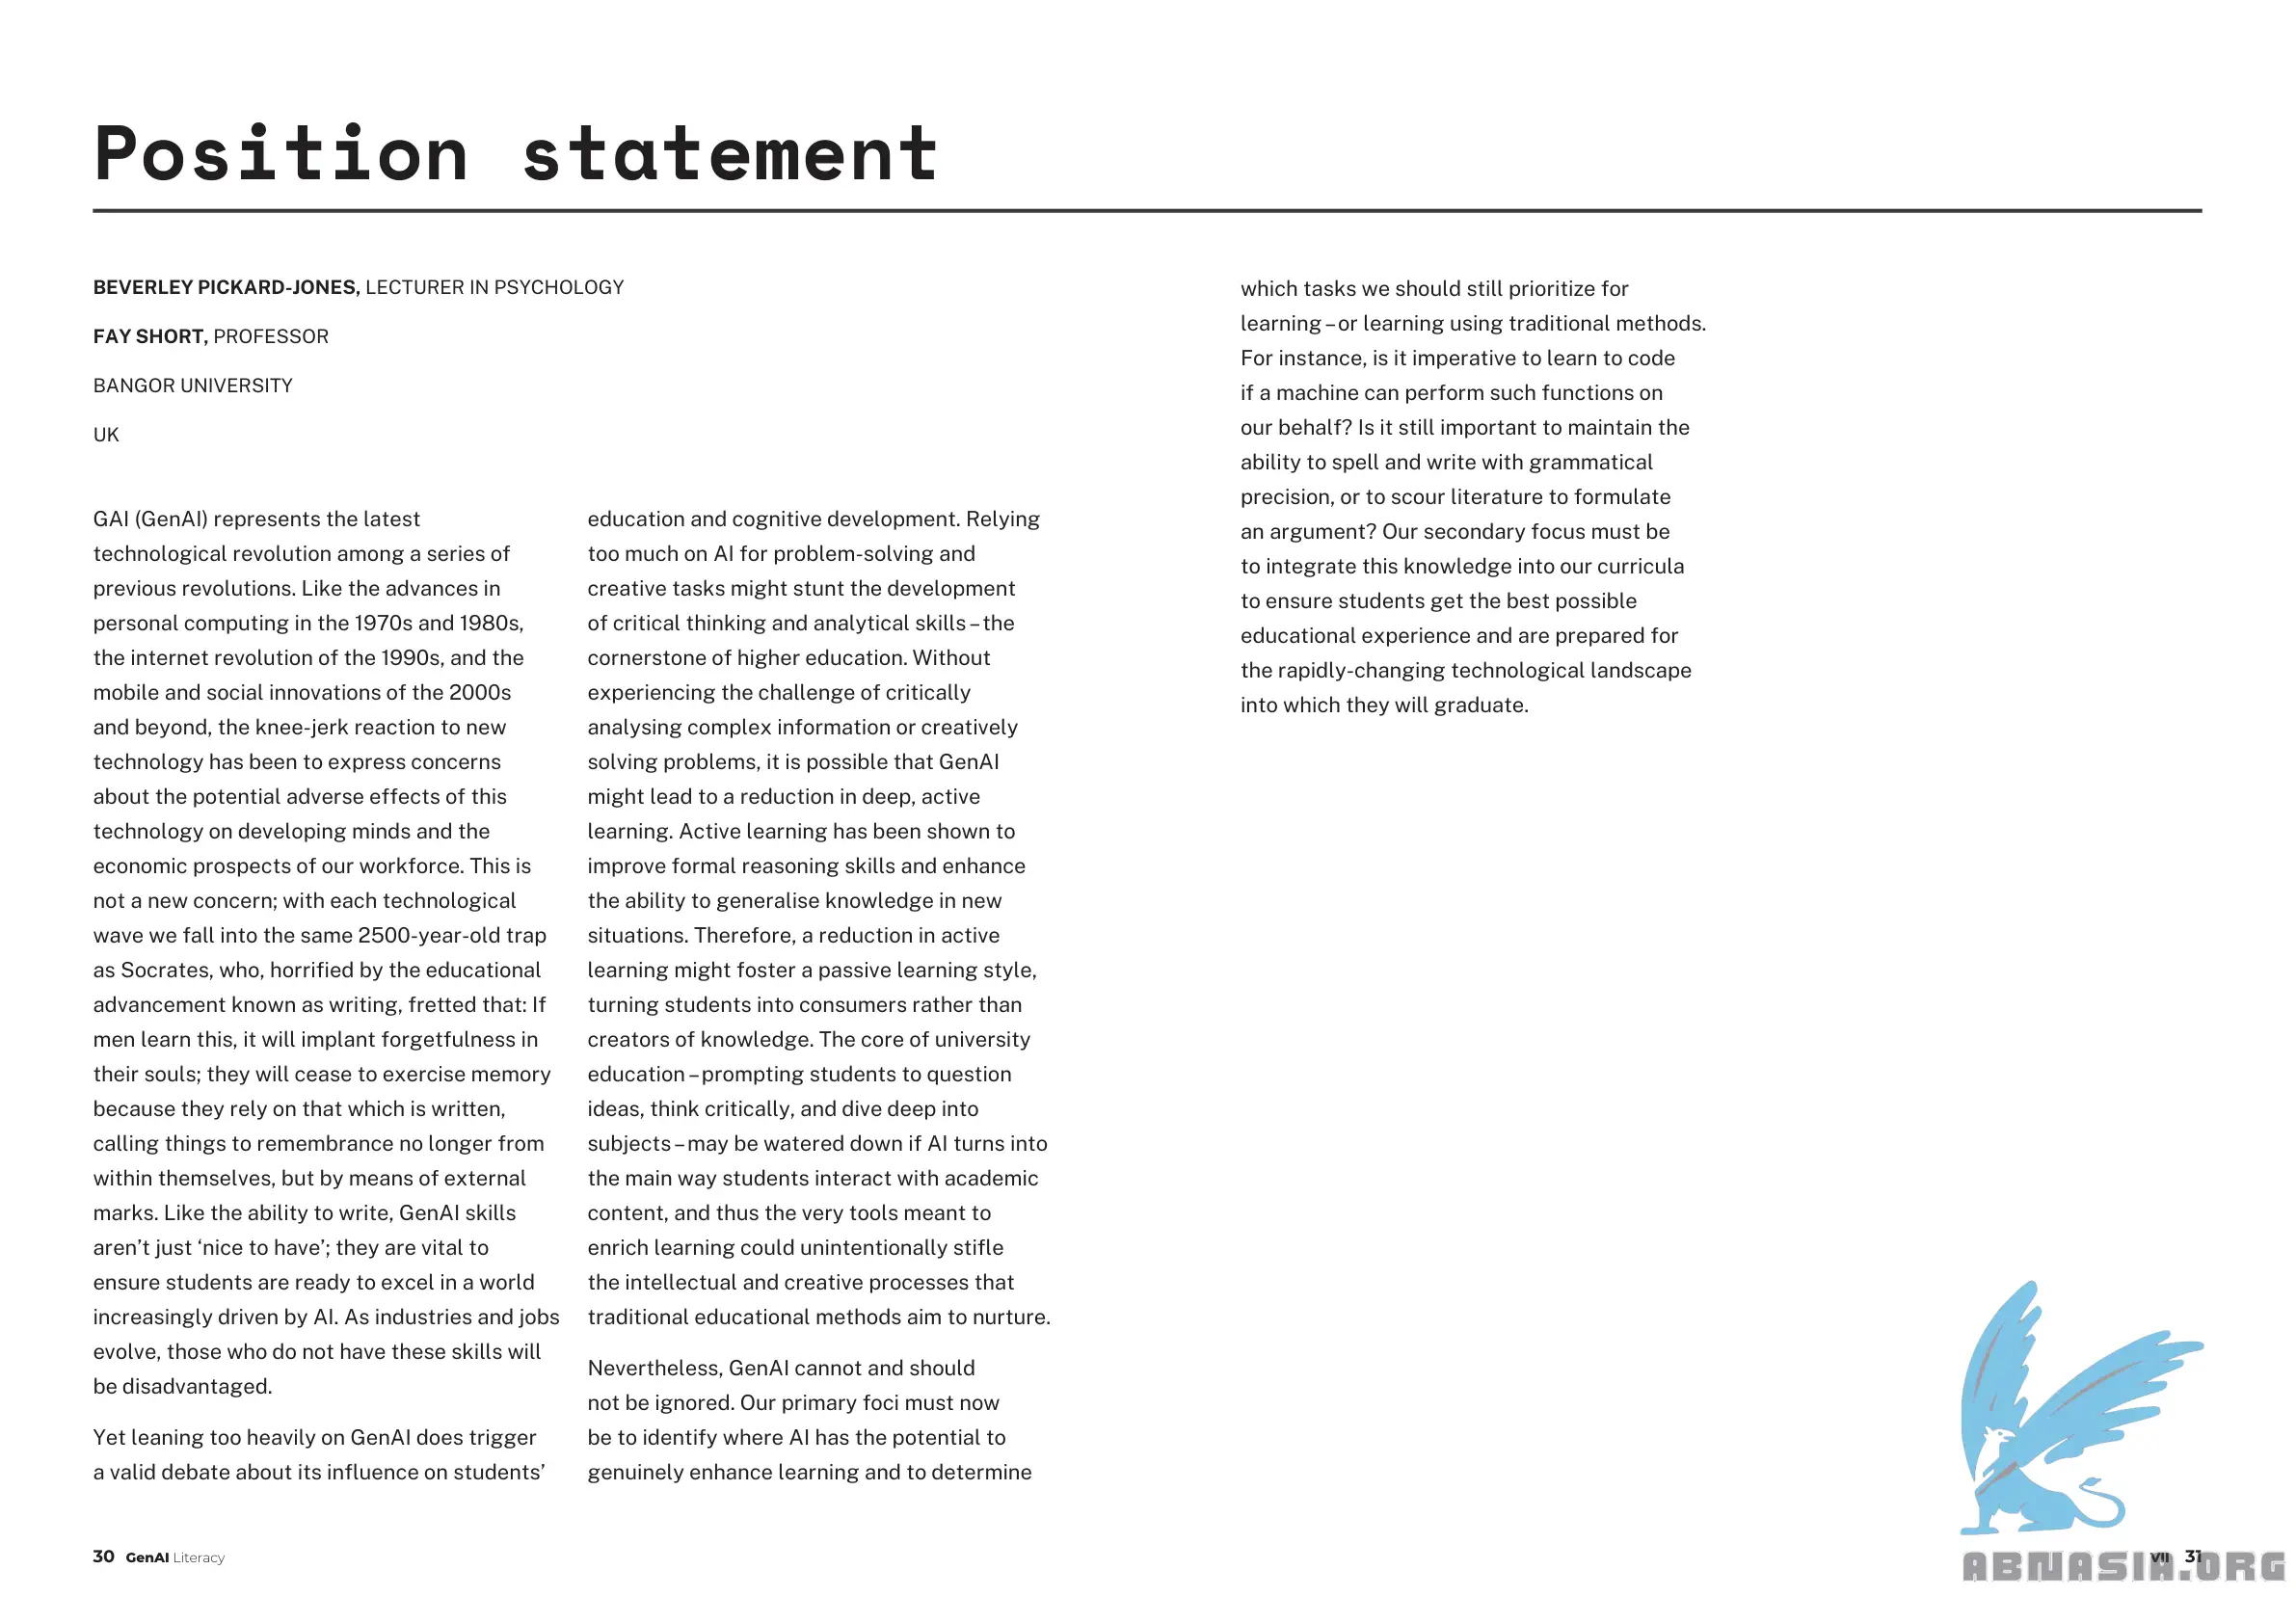 Position statement
BEVERLEY PICKARD-JONES, LECTURER IN PSYCHOLOGY
FAY SHORT, PROFESSOR
BANGOR UNIVERSITY
UK
GAI (GenAI) represents the latest
technological revolution among a series of
previous revolutions. Like the advances in
personal computing in the 1970s and 1980s,
the internet revolution of the 1990s, and the
mobile and social innovations of the 2000s
and beyond, the knee-jerk reaction to new
technology has been to express concerns
about the potential adverse effects of this
technology on developing minds and the
economic prospects of our workforce. This is
not a new concern; with each technological
wave we fall into the same 2500-year-old trap
as Socrates, who, horrified by the educational
advancement known as writing, fretted that: If
men learn this, it will implant forgetfulness in
their souls; they will cease to exercise memory
because they rely on that which is written,
calling things to remembrance no longer from
within themselves, but by means of external
marks. Like the ability to write, GenAI skills
aren’t just ‘nice to have’; they are vital to
ensure students are ready to excel in a world
increasingly driven by AI. As industries and jobs
evolve, those who do not have these skills will
be disadvantaged.
Yet leaning too heavily on GenAI does trigger
a valid debate about its influence on students’
education and cognitive development. Relying
too much on AI for problem-solving and
creative tasks might stunt the development
of critical thinking and analytical skills – the
cornerstone of higher education. Without
experiencing the challenge of critically
analysing complex information or creatively
solving problems, it is possible that GenAI
might lead to a reduction in deep, active
learning. Active learning has been shown to
improve formal reasoning skills and enhance
the ability to generalise knowledge in new
situations. Therefore, a reduction in active
learning might foster a passive learning style,
turning students into consumers rather than
creators of knowledge. The core of university
education – prompting students to question
ideas, think critically, and dive deep into
subjects – may be watered down if AI turns into
the main way students interact with academic
content, and thus the very tools meant to
enrich learning could unintentionally stifle
the intellectual and creative processes that
traditional educational methods aim to nurture.
Nevertheless, GenAI cannot and should
not be ignored. Our primary foci must now
be to identify where AI has the potential to
genuinely enhance learning and to determine
which tasks we should still prioritize for
learning – or learning using traditional methods.
For instance, is it imperative to learn to code
if a machine can perform such functions on
our behalf? Is it still important to maintain the
ability to spell and write with grammatical
precision, or to scour literature to formulate
an argument? Our secondary focus must be
to integrate this knowledge into our curricula
to ensure students get the best possible
educational experience and are prepared for
the rapidly-changing technological landscape
into which they will graduate.
30 GenAI Literacy
VII 31
ABNASIA.ORG